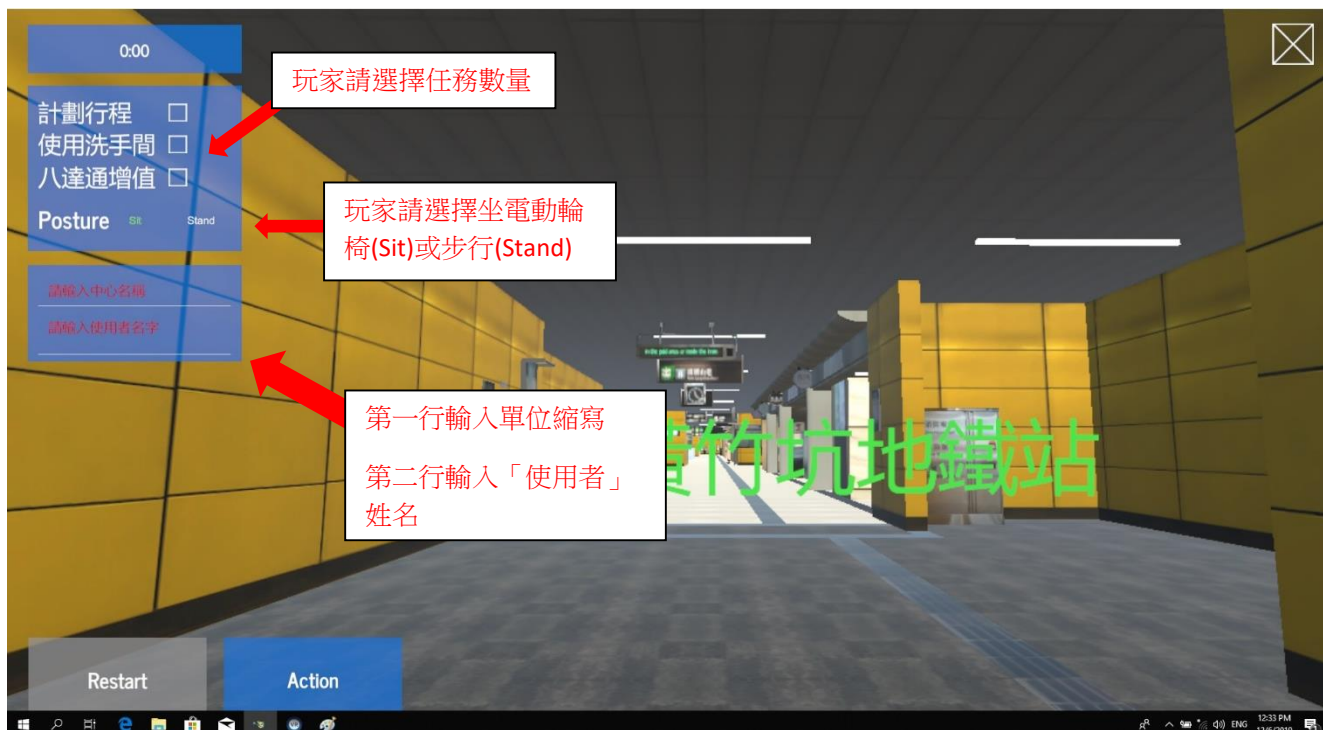 0:00
玩家請選擇任務數量
計劃行程
使用洗手間
八達通增值
Posture Sit Stand
玩家請選擇坐電動輪
椅(Sit)或步行(Stand)
請輸入中心名稱
請輸入使用者名字
第一行輸入單位縮寫
第二行輸入「使用者」
姓名
竹坑地鐵站
Restart Action
ENG 12:33 PM